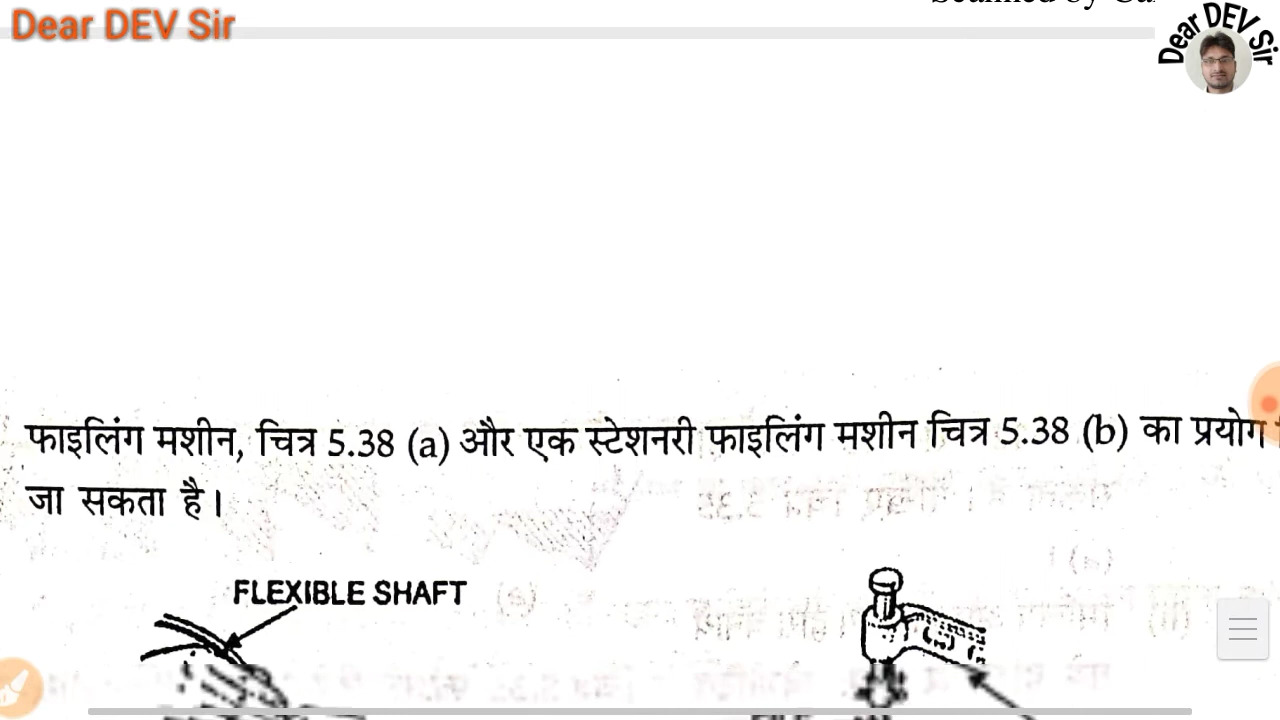 Dear DEV Sir
Dear DEV Sir
फाइलिंग मशीन, चित्र 5.38 (a) और एक स्टेशनरी फाइलिंग मशीन चित्र 5.38 (b) का प्रयोग
जा सकता है।
FLEXIBLE SHAFT